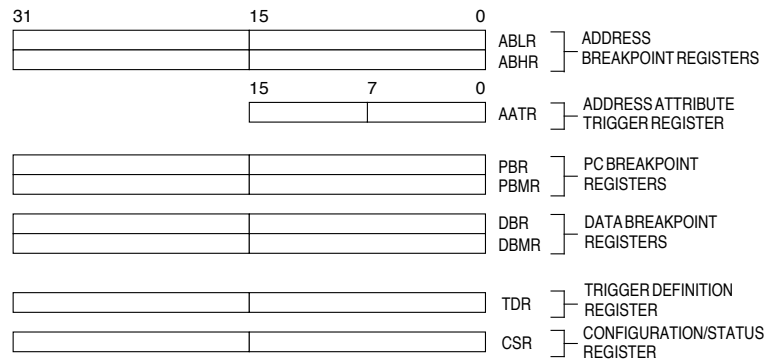 31 15 0
ABLR ADDRESS
ABHR BREAKPOINT REGISTERS
15 7 0
AATR ADDRESS ATTRIBUTE
TRIGGER REGISTER
PBR PC BREAKPOINT
PBMR REGISTERS
DBR DATA BREAKPOINT
DBMR REGISTERS
TRIGGER DEFINITION
TDR REGISTER
CONFIGURATION/STATUS
CSR REGISTER